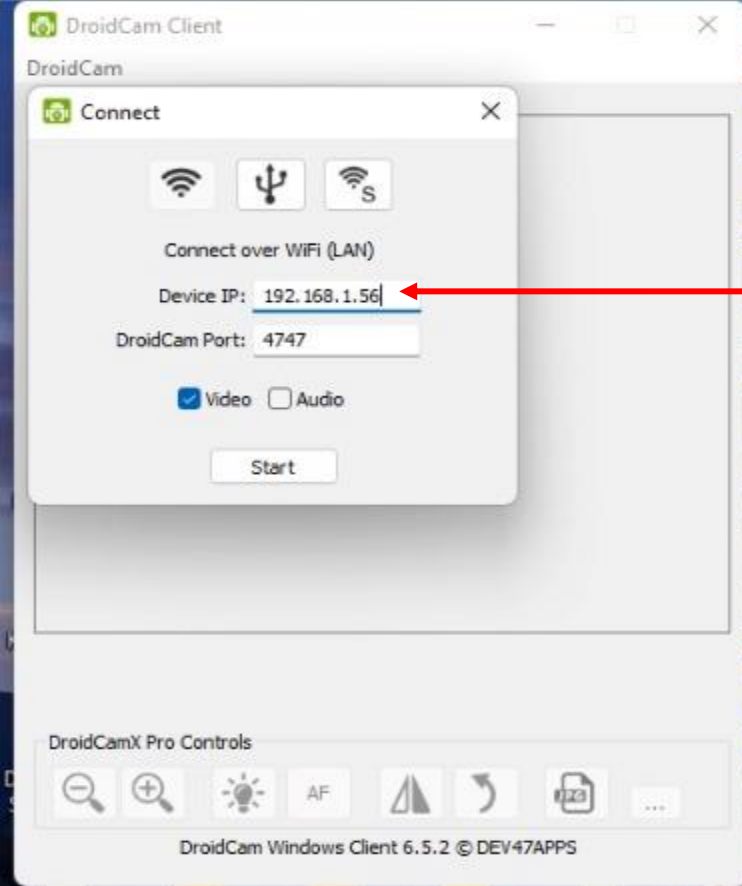 DroidCam Client
DroidCam
Connect
S
Connect over WiFi (LAN)
Device IP: 192.168.1.56
DroidCam Port: 4747
Video Audio
Start
DroidCamX Pro Controls
AF JPG ...
DroidCam Windows Client 6.5.2 © DEV47APPS